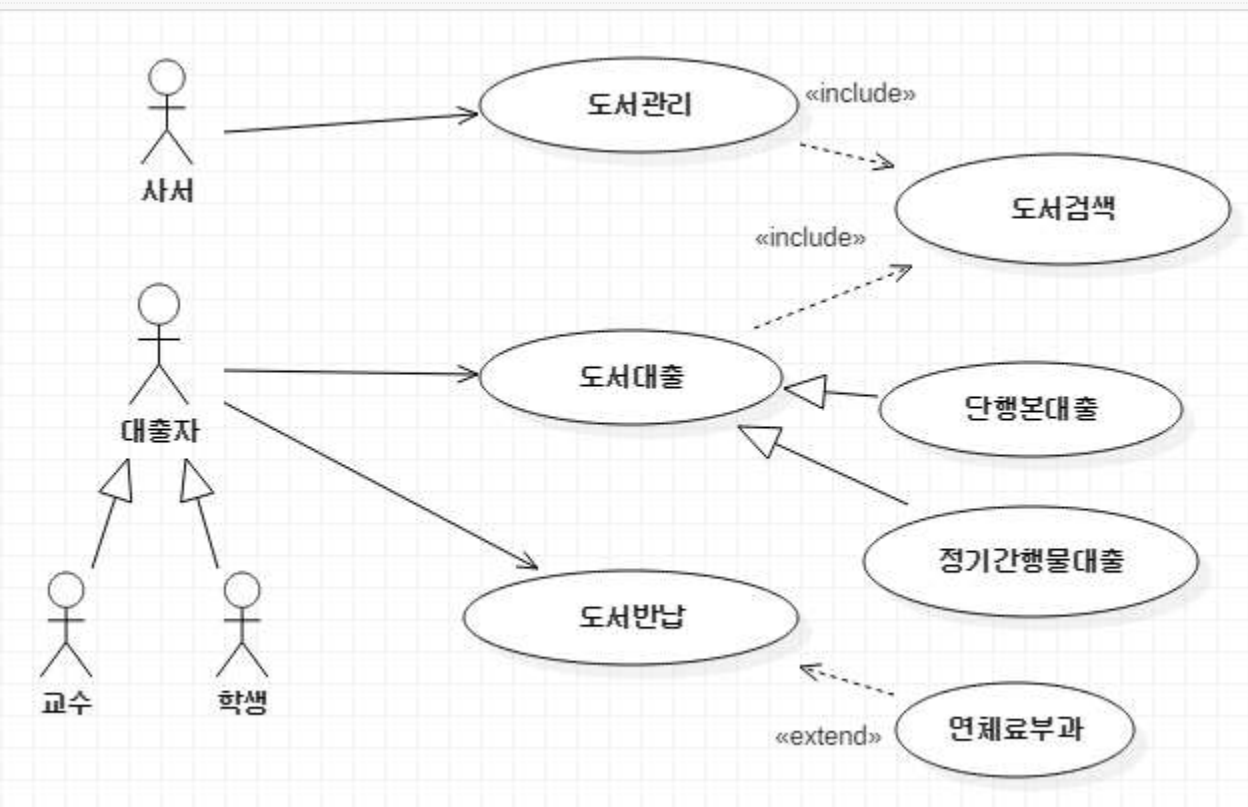 도서관리
«include»
사서
도서검색
«include»
도서대출
단행본대출
대출자
정기간행물대출
도서반납
교수
학생
«extend»
연체료부과